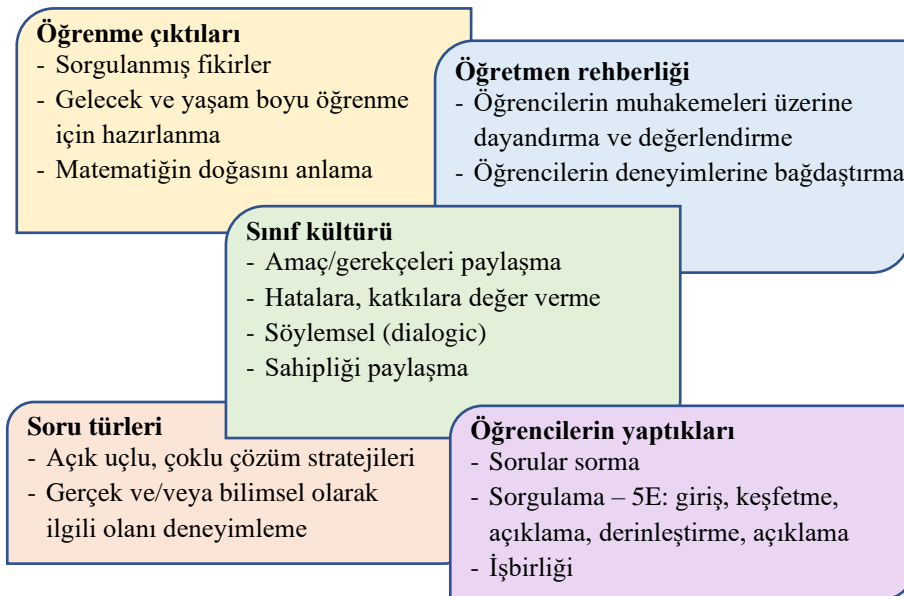 Öğrenme çıktıları
- Sorgulanmış fikirler
- Gelecek ve yaşam boyu öğrenme
için hazırlanma
- Matematiğin doğasını anlama
Öğretmen rehberliği
- Öğrencilerin muhakemeleri üzerine
dayandırma ve değerlendirme
- Öğrencilerin deneyimlerine bağdaştırma
Sınıf kültürü
- Amaç/gerekçeleri paylaşma
- Hatalara, katkılara değer verme
- Söylemsel (dialogic)
- Sahipliği paylaşma
Soru türleri
- Açık uçlu, çoklu çözüm stratejileri
- Gerçek ve/veya bilimsel olarak
ilgili olanı deneyimleme
Öğrencilerin yaptıkları
- Sorular sorma
- Sorgulama – 5E: giriş, keşfetme,
açıklama, derinleştirme, açıklama
- İşbirliği